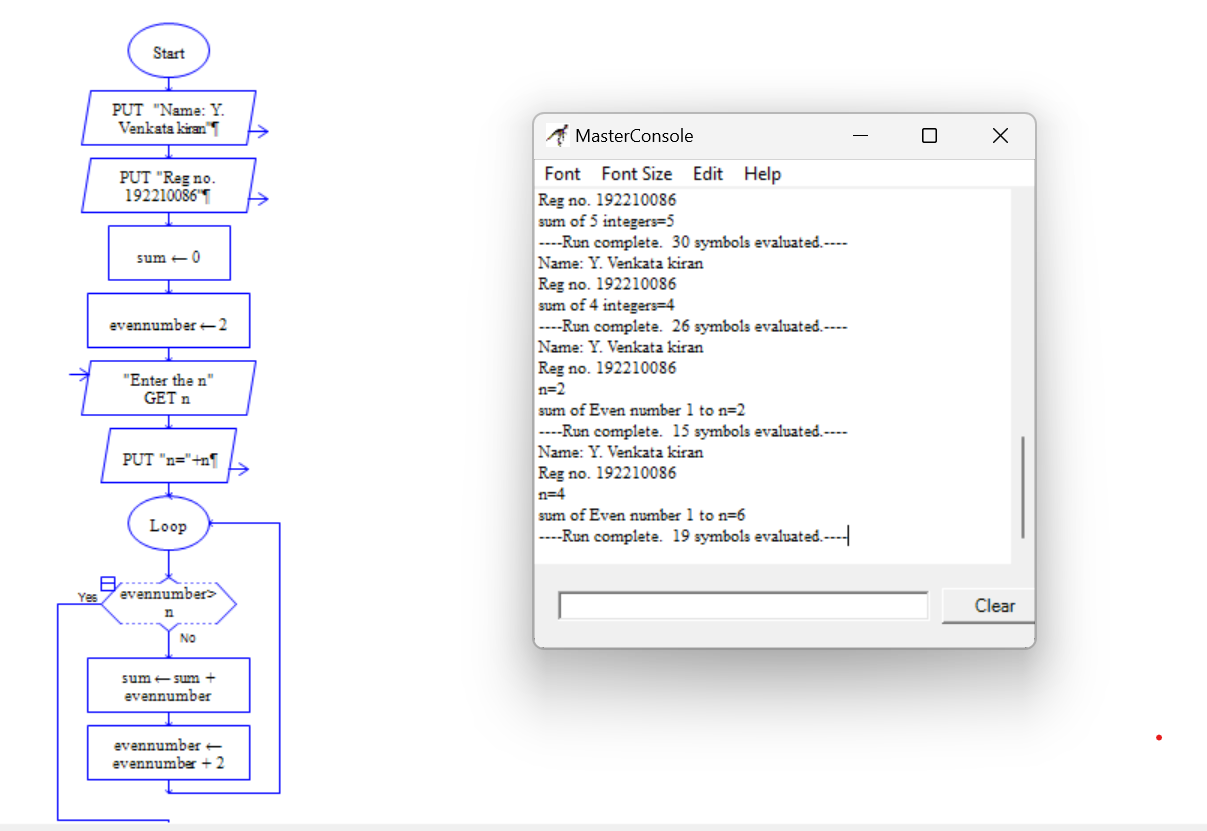 Start
PUT "Name: Y.
Venkata kiran"¶
PUT "Reg no.
192210086"¶
sum ← 0
evennumber ← 2
"Enter the n"
GET n
PUT "n="+n¶
Loop
evennumber>
n
Yes
No
sum ← sum +
evennumber
evennumber ←
evennumber + 2
MasterConsole
Font Font Size Edit Help
Reg no. 192210086
sum of 5 integers=5
----Run complete. 30 symbols evaluated.----
Name: Y. Venkata kiran
Reg no. 192210086
sum of 4 integers=4
----Run complete. 26 symbols evaluated.----
Name: Y. Venkata kiran
Reg no. 192210086
n=2
sum of Even number 1 to n=2
----Run complete. 15 symbols evaluated.----
Name: Y. Venkata kiran
Reg no. 192210086
n=4
sum of Even number 1 to n=6
----Run complete. 19 symbols evaluated.----
Clear